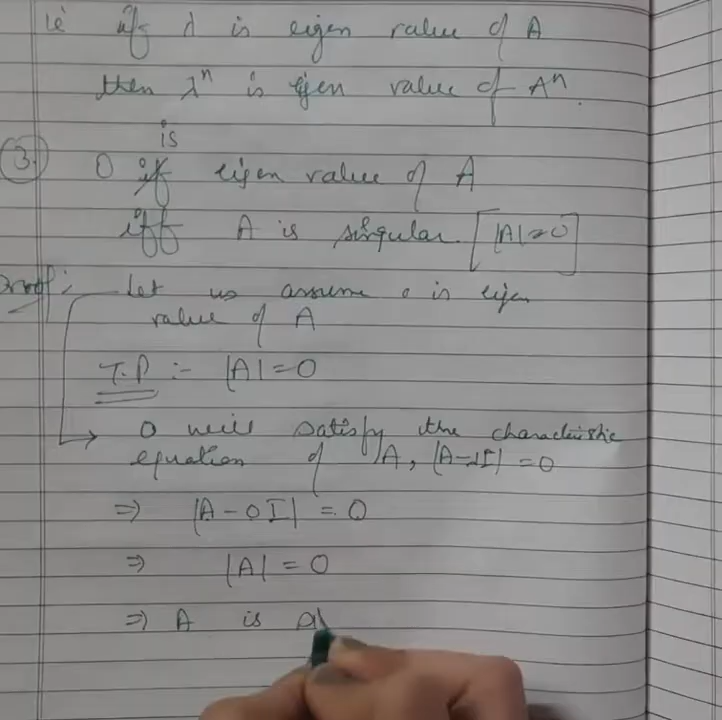 ie if λ is eigen value of A
then λⁿ is eigen value of Aⁿ.
is
(3) 0 if eigen value of A
iff A is singular. [|A|=0]
Proof: Let us assume 0 is eigen
value of A
T.P :- |A| = 0
→ 0 will satisfy the characteristic
equation of A, |A-λI| = 0
⇒ |A - 0I| = 0
⇒ |A| = 0
⇒ A is